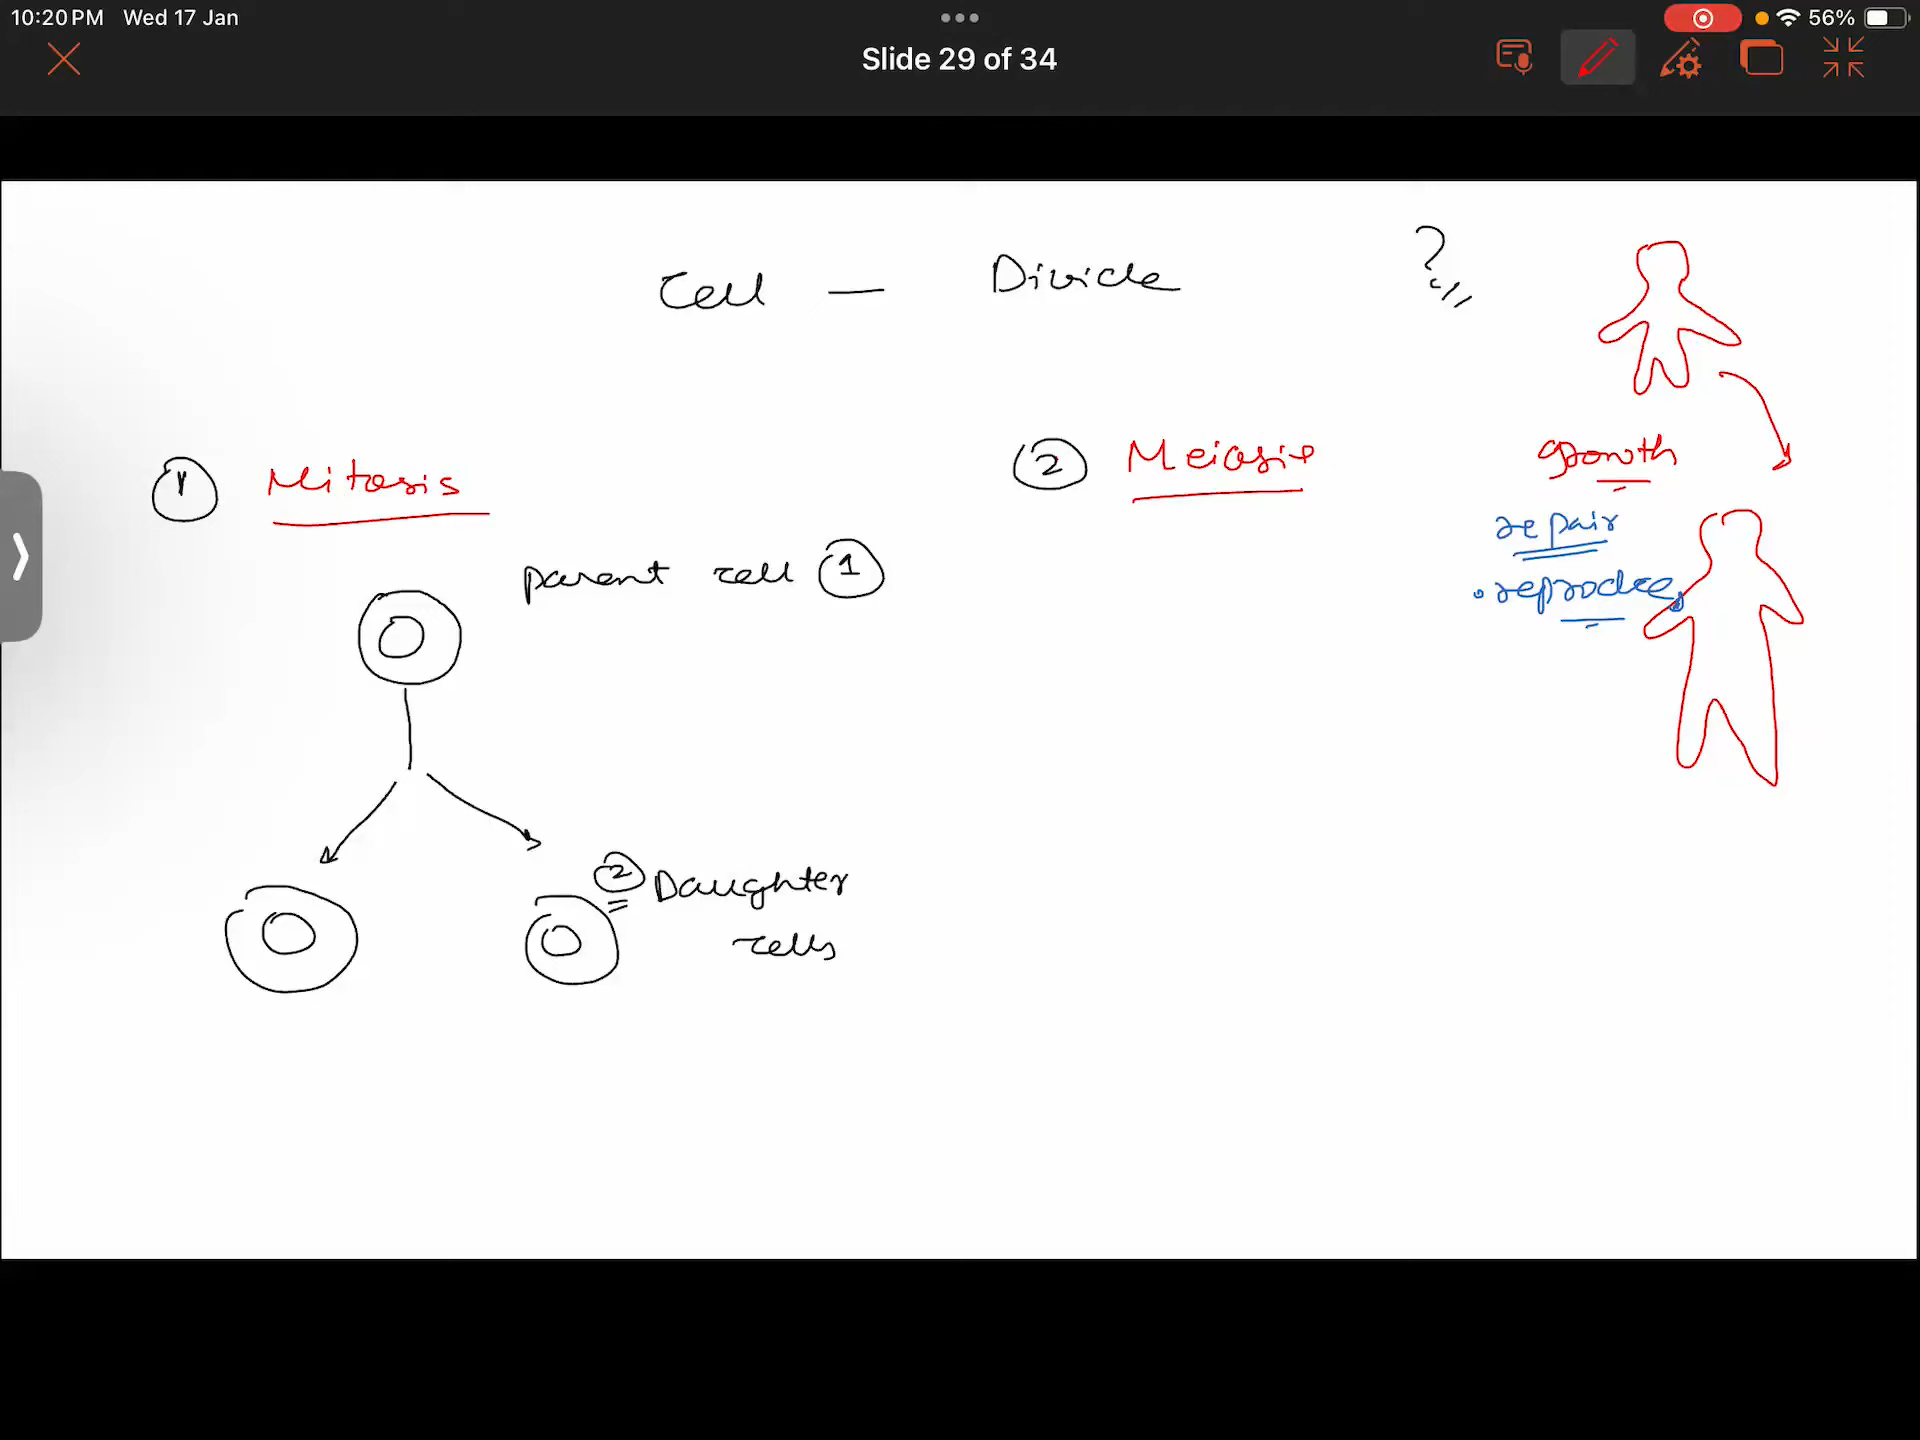 10:20 PM Wed 17 Jan
56%
Slide 29 of 34
Cell — Divide ?
1 Mitosis
2 Meiosis
growth
repair
• reproduce
parent cell 1
2 Daughter
cells